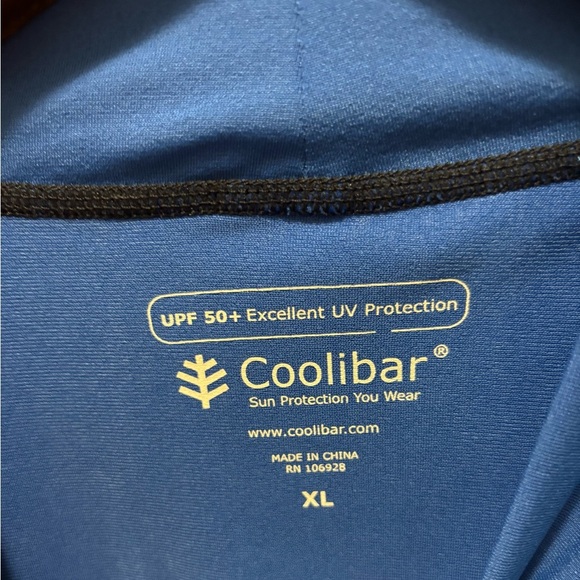 UPF 50+ Excellent UV Protection
Coolibar®
Sun Protection You Wear
www.coolibar.com
MADE IN CHINA
RN 106928
XL